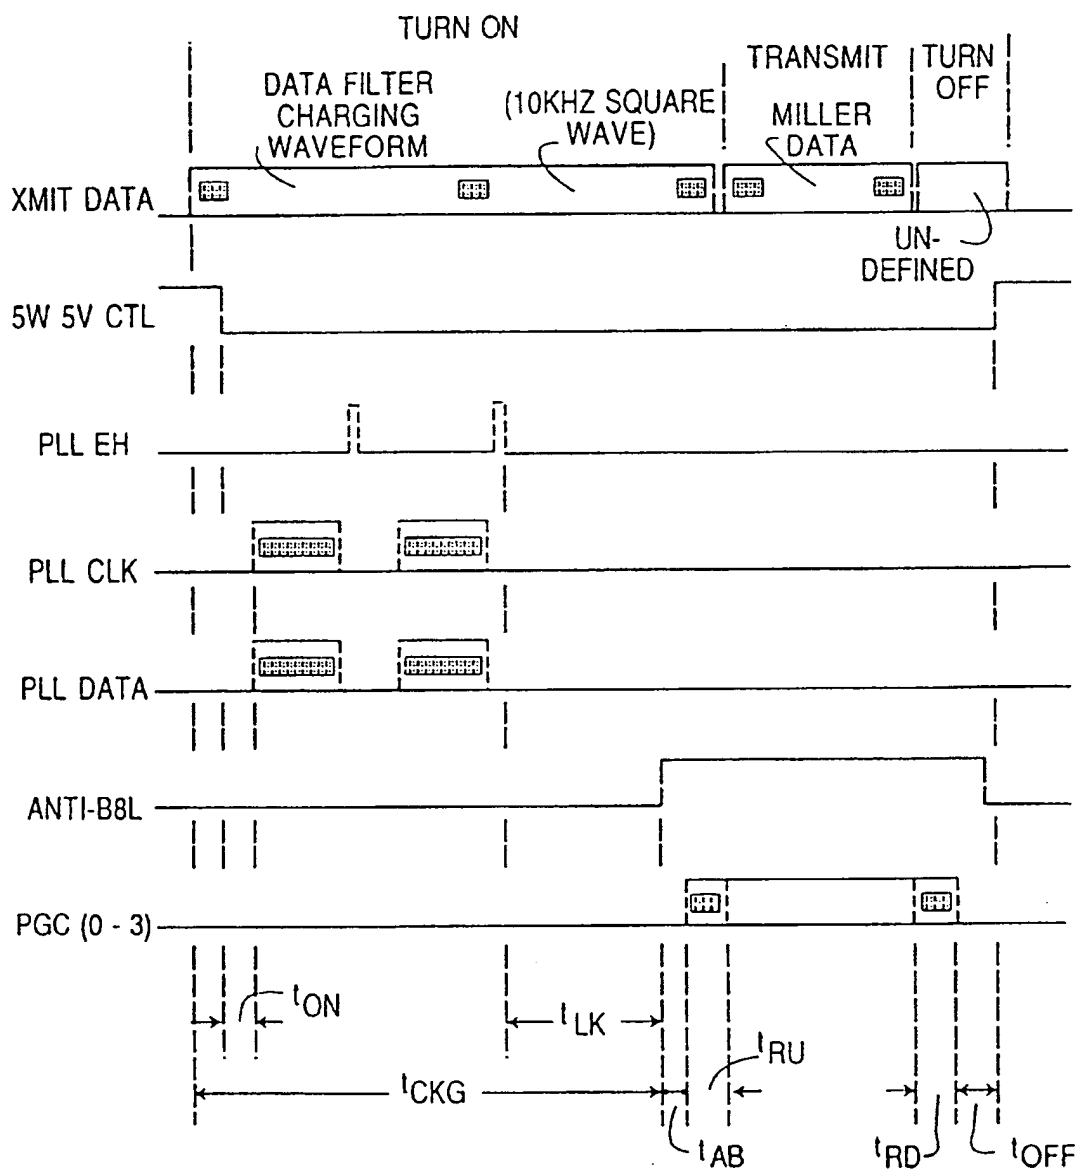 TURN ON
TRANSMIT
TURN
OFF
DATA FILTER
CHARGING
WAVEFORM
(10KHZ SQUARE
WAVE)
MILLER
DATA
XMIT DATA
UN-
DEFINED
5W 5V CTL
PLL EH
PLL CLK
PLL DATA
ANTI-B8L
PGC (0 - 3)
tON
tLK
tRU
tCKG
tAB
tRD
tOFF